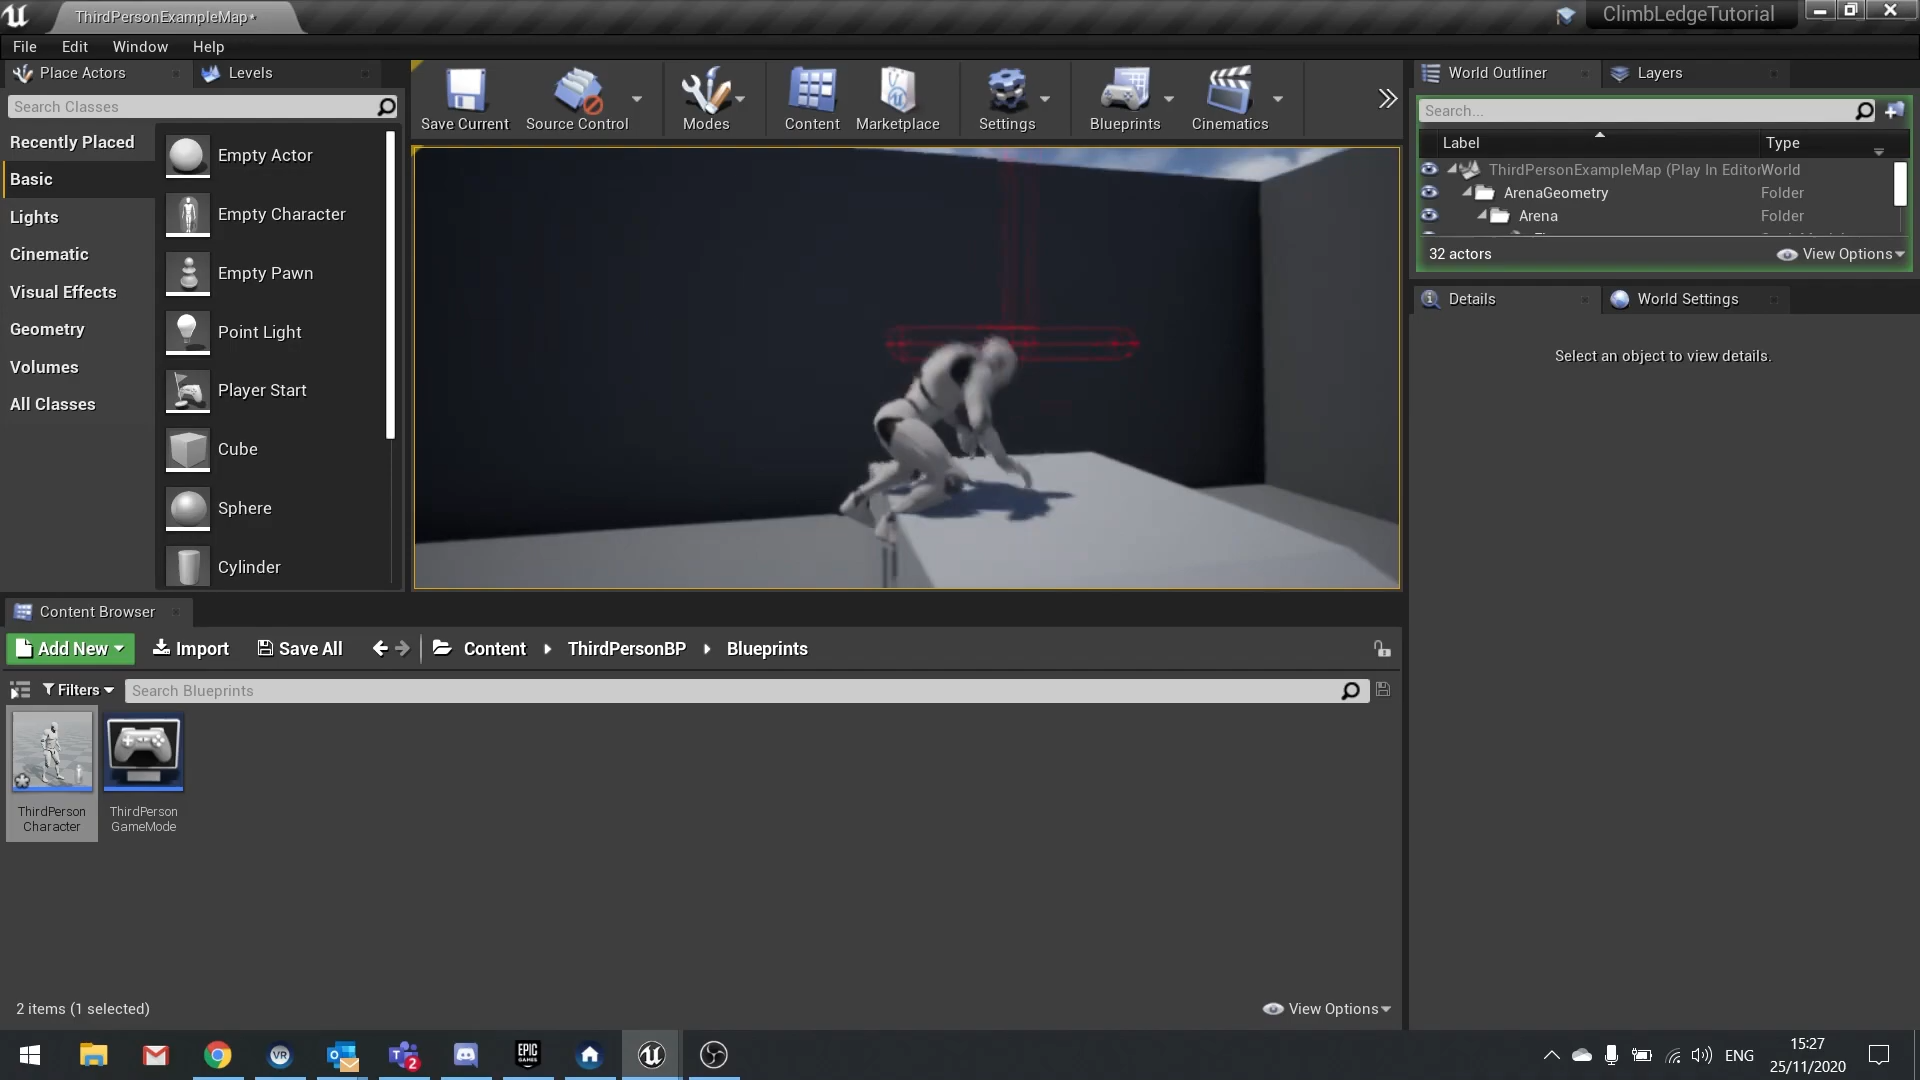 ThirdPersonExampleMap*
ClimbLedgeTutorial
File Edit Window Help
Place Actors
Levels
Search Classes
Recently Placed
Basic
Lights
Cinematic
Visual Effects
Geometry
Volumes
All Classes
Empty Actor
Empty Character
Empty Pawn
Point Light
Player Start
Cube
Sphere
Cylinder
Save Current
Source Control
Modes
Content
Marketplace
Settings
Blueprints
Cinematics
World Outliner
Layers
Search...
Label Type
ThirdPersonExampleMap (Play In Editor World
ArenaGeometry Folder
Arena Folder
32 actors
View Options
Details
World Settings
Select an object to view details.
Content Browser
Add New Import Save All Content ThirdPersonBP Blueprints
Filters
Search Blueprints
ThirdPerson
Character
ThirdPerson
GameMode
2 items (1 selected)
View Options
VR
2
EPIC
GAMES
ENG
15:27
25/11/2020